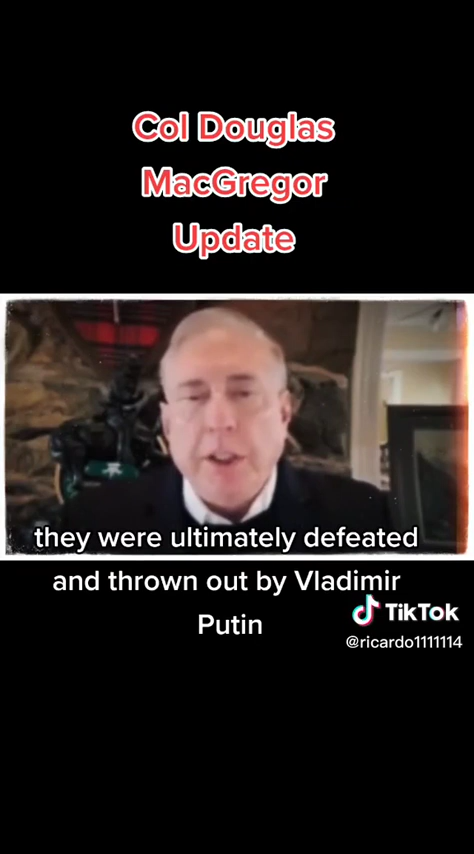 Col Douglas
MacGregor
Update
they were ultimately defeated
and thrown out by Vladimir
Putin
TikTok
@ricardo1111114